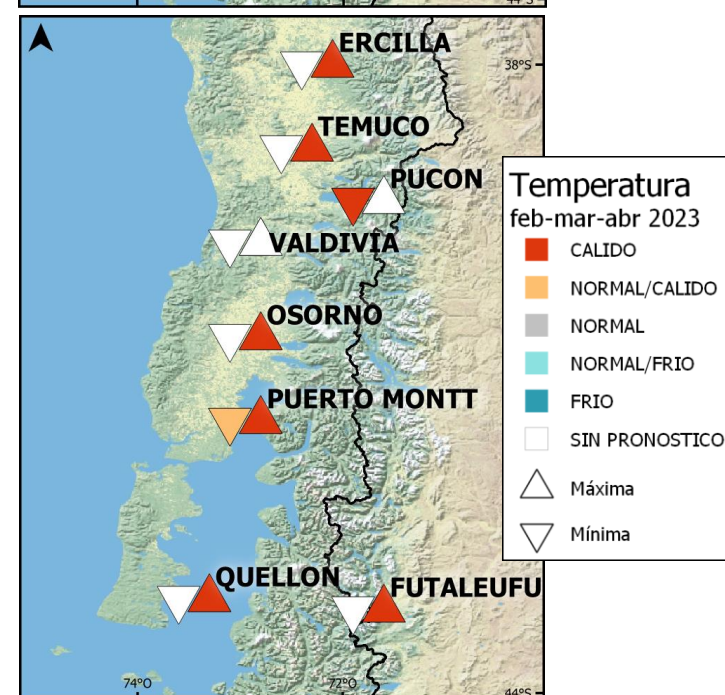 44°S
ERCILLA
38°S
TEMUCO
PUCON
VALDIVIA
OSORNO
PUERTO MONTT
QUELLON
FUTALEUFU
74°O
72°O
44°S
Temperatura
feb-mar-abr 2023
CALIDO
NORMAL/CALIDO
NORMAL
NORMAL/FRIO
FRIO
SIN PRONOSTICO
Máxima
Mínima